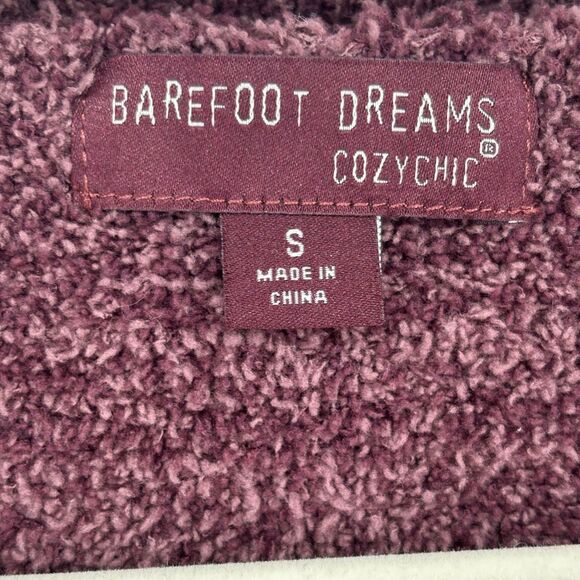 BAREFOOT DREAMS
COZYCHIC®
S
MADE IN
CHINA